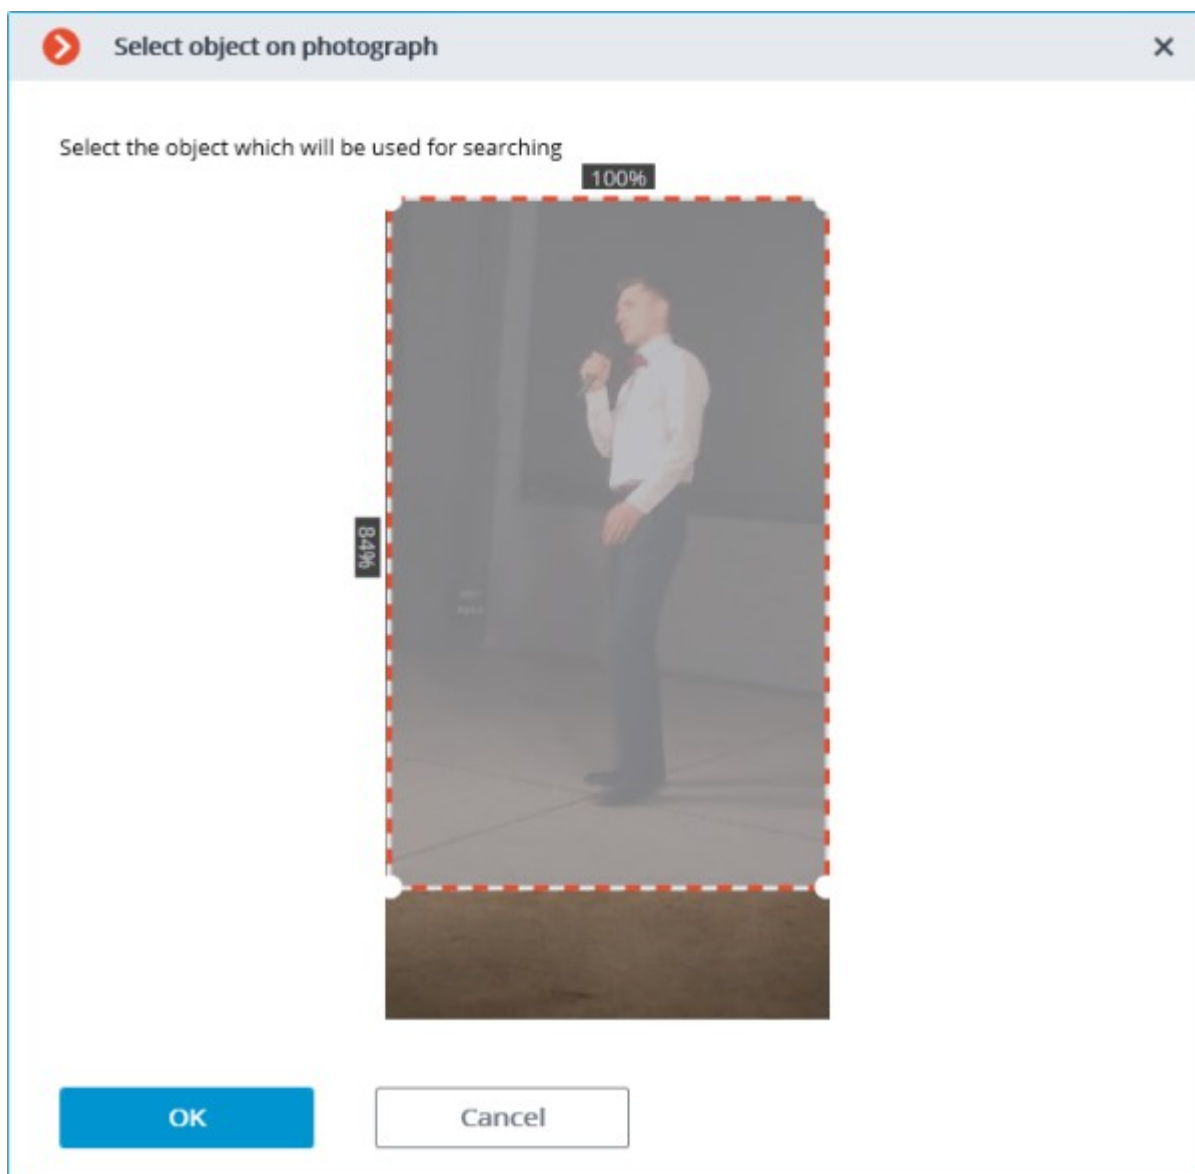 Select object on photograph
Select the object which will be used for searching
100%
84%
OK
Cancel